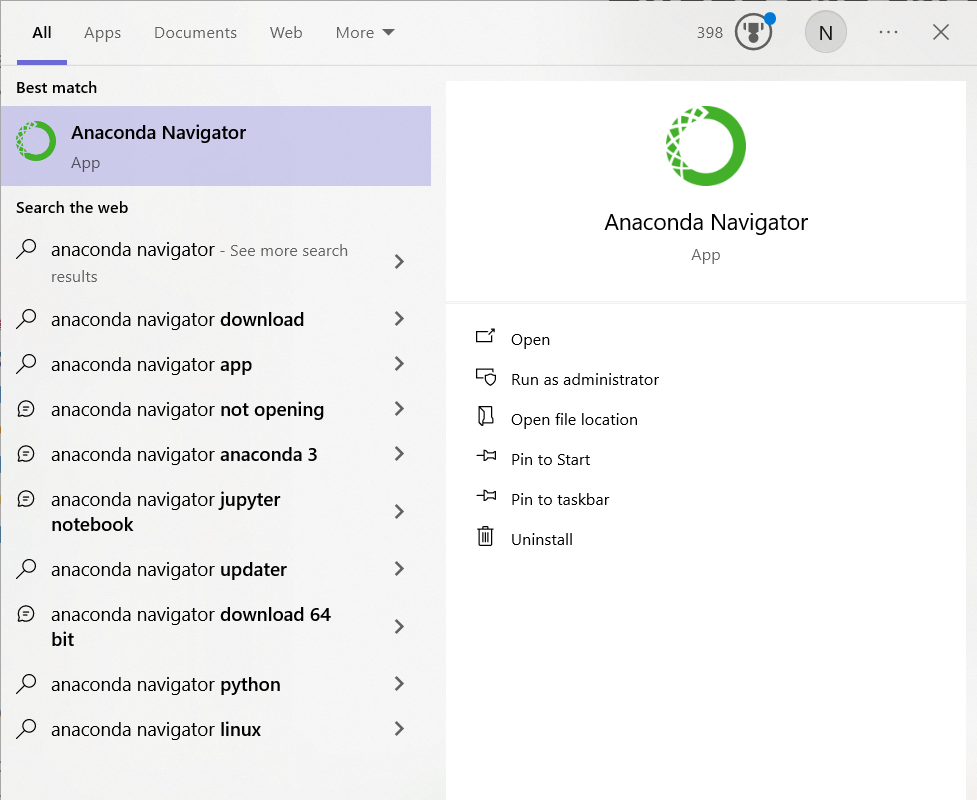 All Apps Documents Web More 398 N ...
Best match
Anaconda Navigator
App
Search the web
anaconda navigator - See more search
results
anaconda navigator download
anaconda navigator app
anaconda navigator not opening
anaconda navigator anaconda 3
anaconda navigator jupyter
notebook
anaconda navigator updater
anaconda navigator download 64
bit
anaconda navigator python
anaconda navigator linux
Anaconda Navigator
App
Open
Run as administrator
Open file location
Pin to Start
Pin to taskbar
Uninstall